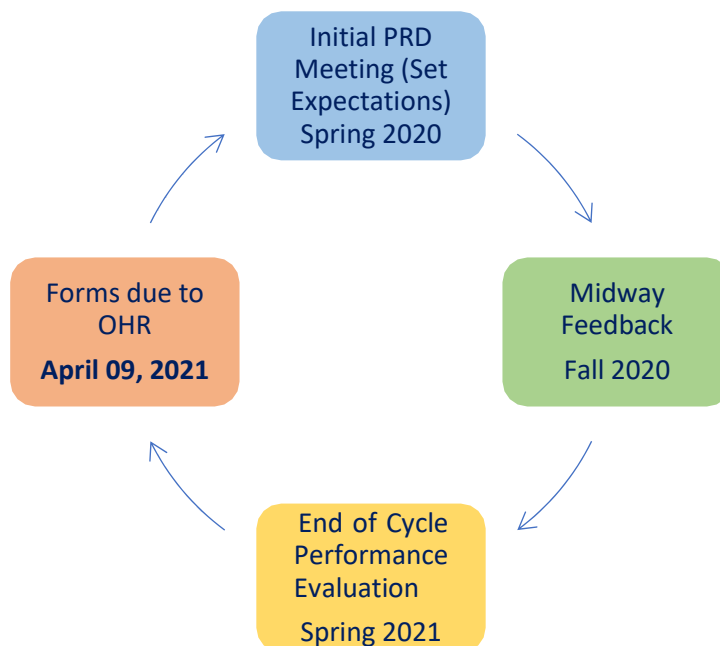 Initial PRD
Meeting (Set
Expectations)
Spring 2020
Midway
Feedback
Fall 2020
End of Cycle
Performance
Evaluation
Spring 2021
Forms due to
OHR
April 09, 2021